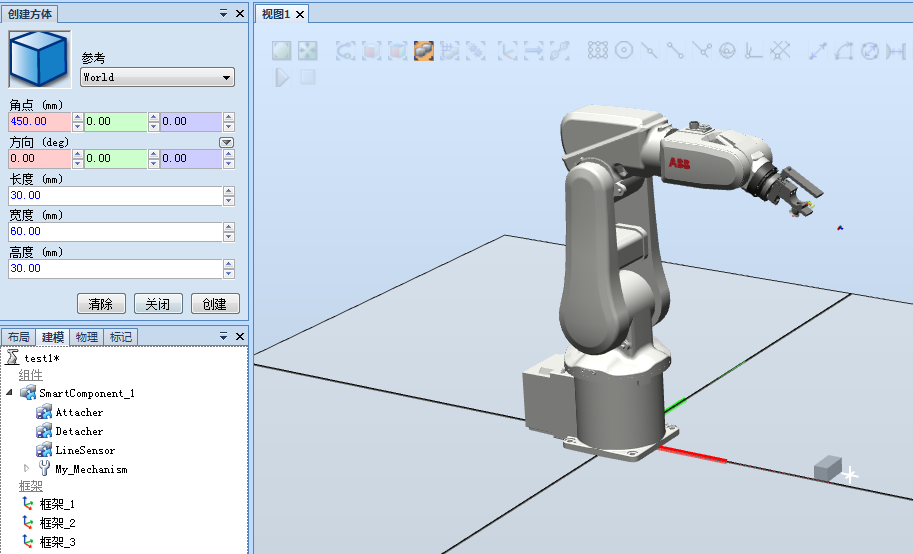 创建方体
视图1
参考
World
角点 (mm)
450.00 0.00 0.00
方向 (deg)
0.00 0.00 0.00
长度 (mm)
30.00
宽度 (mm)
60.00
高度 (mm)
30.00
清除 关闭 创建
布局 建模 物理 标记
test1*
组件
SmartComponent_1
Attacher
Detacher
LineSensor
My_Mechanism
框架
框架_1
框架_2
框架_3
ABB